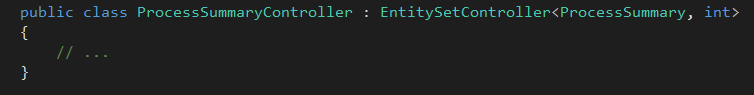 public class ProcessSummaryController : EntitySetController<ProcessSummary, int>
{
    // ...
}